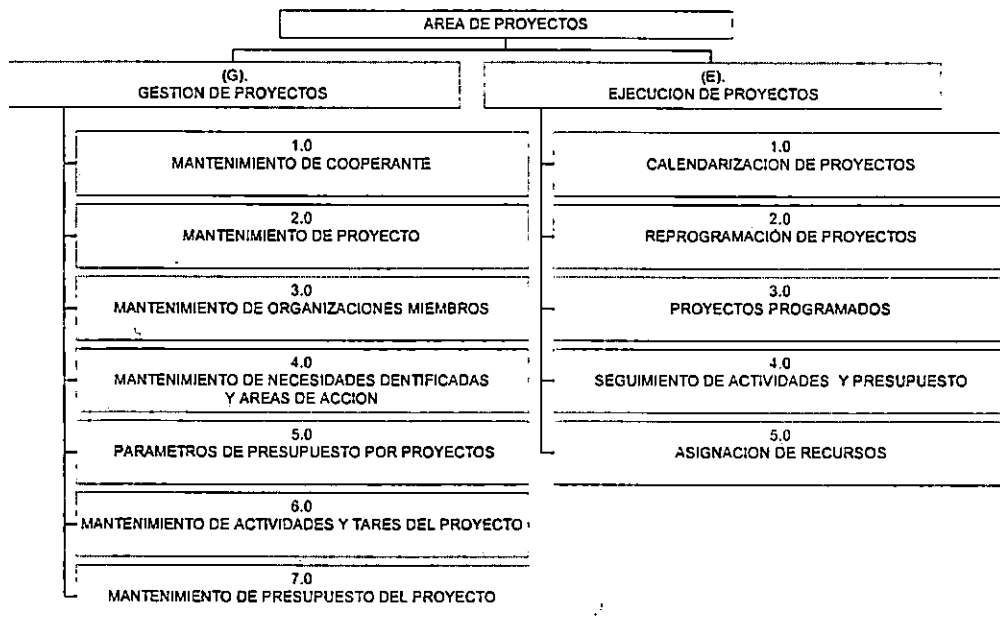 AREA DE PROYECTOS
(G).
GESTION DE PROYECTOS
1.0
MANTENIMIENTO DE COOPERANTE
2.0
MANTENIMIENTO DE PROYECTO
3.0
MANTENIMIENTO DE ORGANIZACIONES MIEMBROS
4.0
MANTENIMIENTO DE NECESIDADES DENTIFICADAS
Y AREAS DE ACCION
5.0
PARAMETROS DE PRESUPUESTO POR PROYECTOS
6.0
MANTENIMIENTO DE ACTIVIDADES Y TARES DEL PROYECTO
7.0
MANTENIMIENTO DE PRESUPUESTO DEL PROYECTO
(E).
EJECUCION DE PROYECTOS
1.0
CALENDARIZACION DE PROYECTOS
2.0
REPROGRAMACIÓN DE PROYECTOS
3.0
PROYECTOS PROGRAMADOS
4.0
SEGUIMIENTO DE ACTIVIDADES Y PRESUPUESTO
5.0
ASIGNACION DE RECURSOS